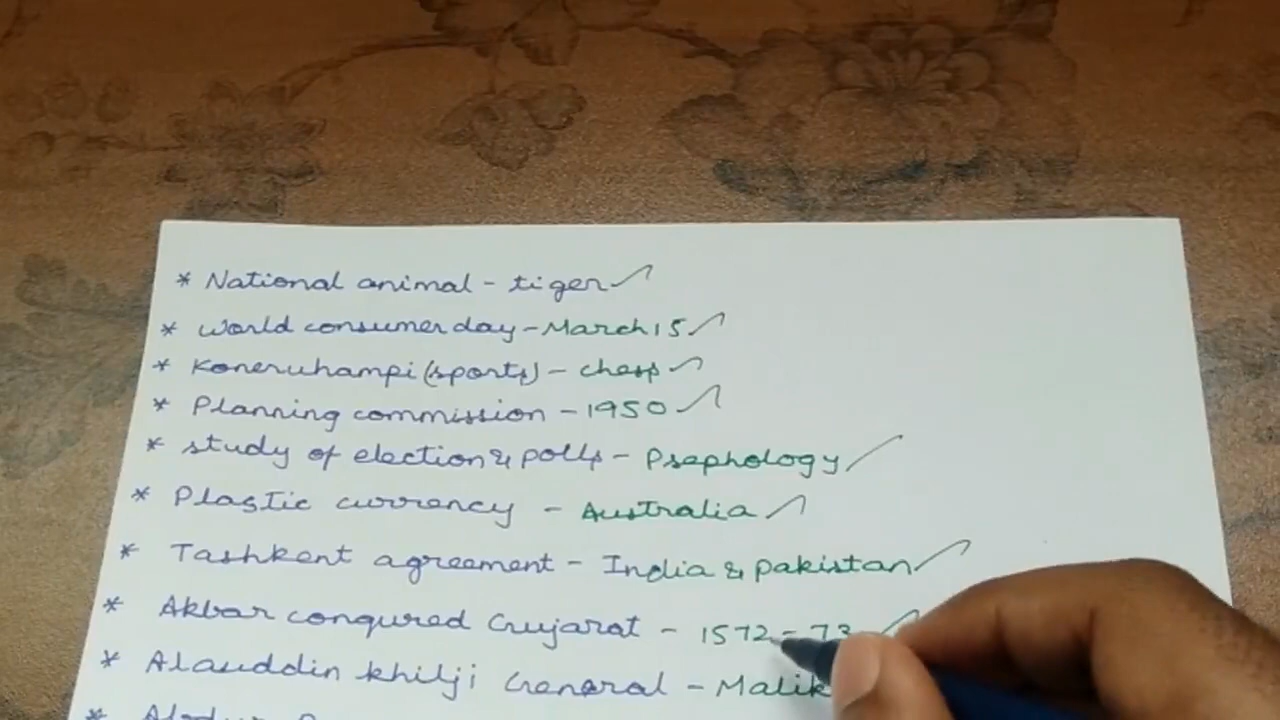 * National animal - tiger
* World consumer day - March 15
* Koneruhampi (sports) - chess
* Planning commission - 1950
* study of election & polls - Psephology
* Plastic currency - Australia
* Tashkent agreement - India & pakistan
* Akbar conqured Gujarat - 1572 - 73
* Alauddin khilji General - Malik
*